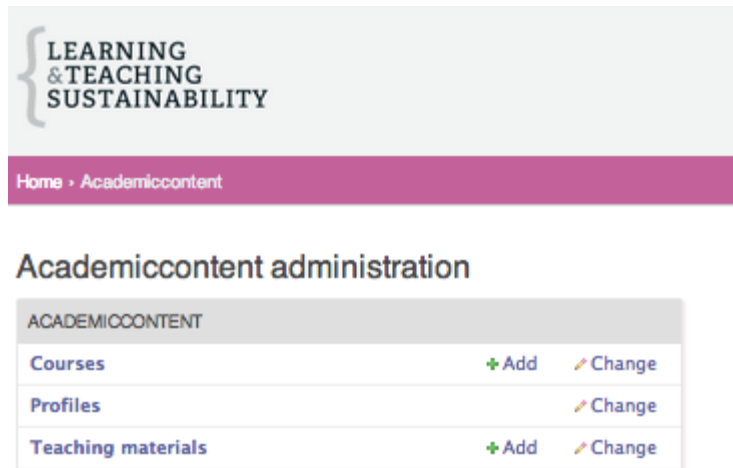 LEARNING
&TEACHING
SUSTAINABILITY
Home › Academiccontent
Academiccontent administration
ACADEMICCONTENT
Courses Add Change
Profiles Change
Teaching materials Add Change